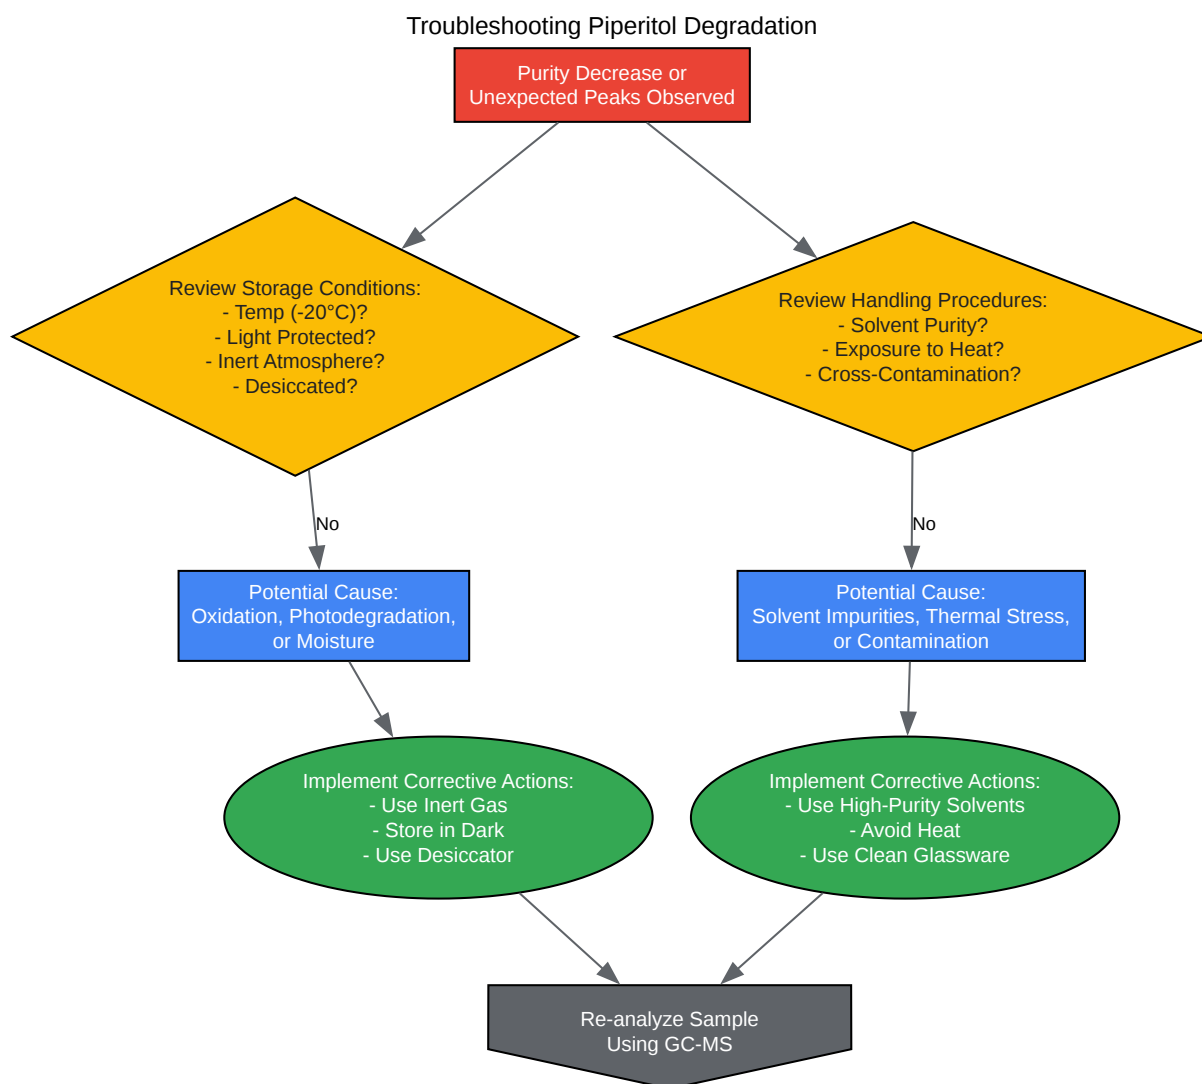 Troubleshooting Piperitol Degradation
Purity Decrease or
Unexpected Peaks Observed
Review Storage Conditions:
- Temp (-20°C)?
- Light Protected?
- Inert Atmosphere?
- Desiccated?
Review Handling Procedures:
- Solvent Purity?
- Exposure to Heat?
- Cross-Contamination?
No
No
Potential Cause:
Oxidation, Photodegradation,
or Moisture
Potential Cause:
Solvent Impurities, Thermal Stress,
or Contamination
Implement Corrective Actions:
- Use Inert Gas
- Store in Dark
- Use Desiccator
Implement Corrective Actions:
- Use High-Purity Solvents
- Avoid Heat
- Use Clean Glassware
Re-analyze Sample
Using GC-MS